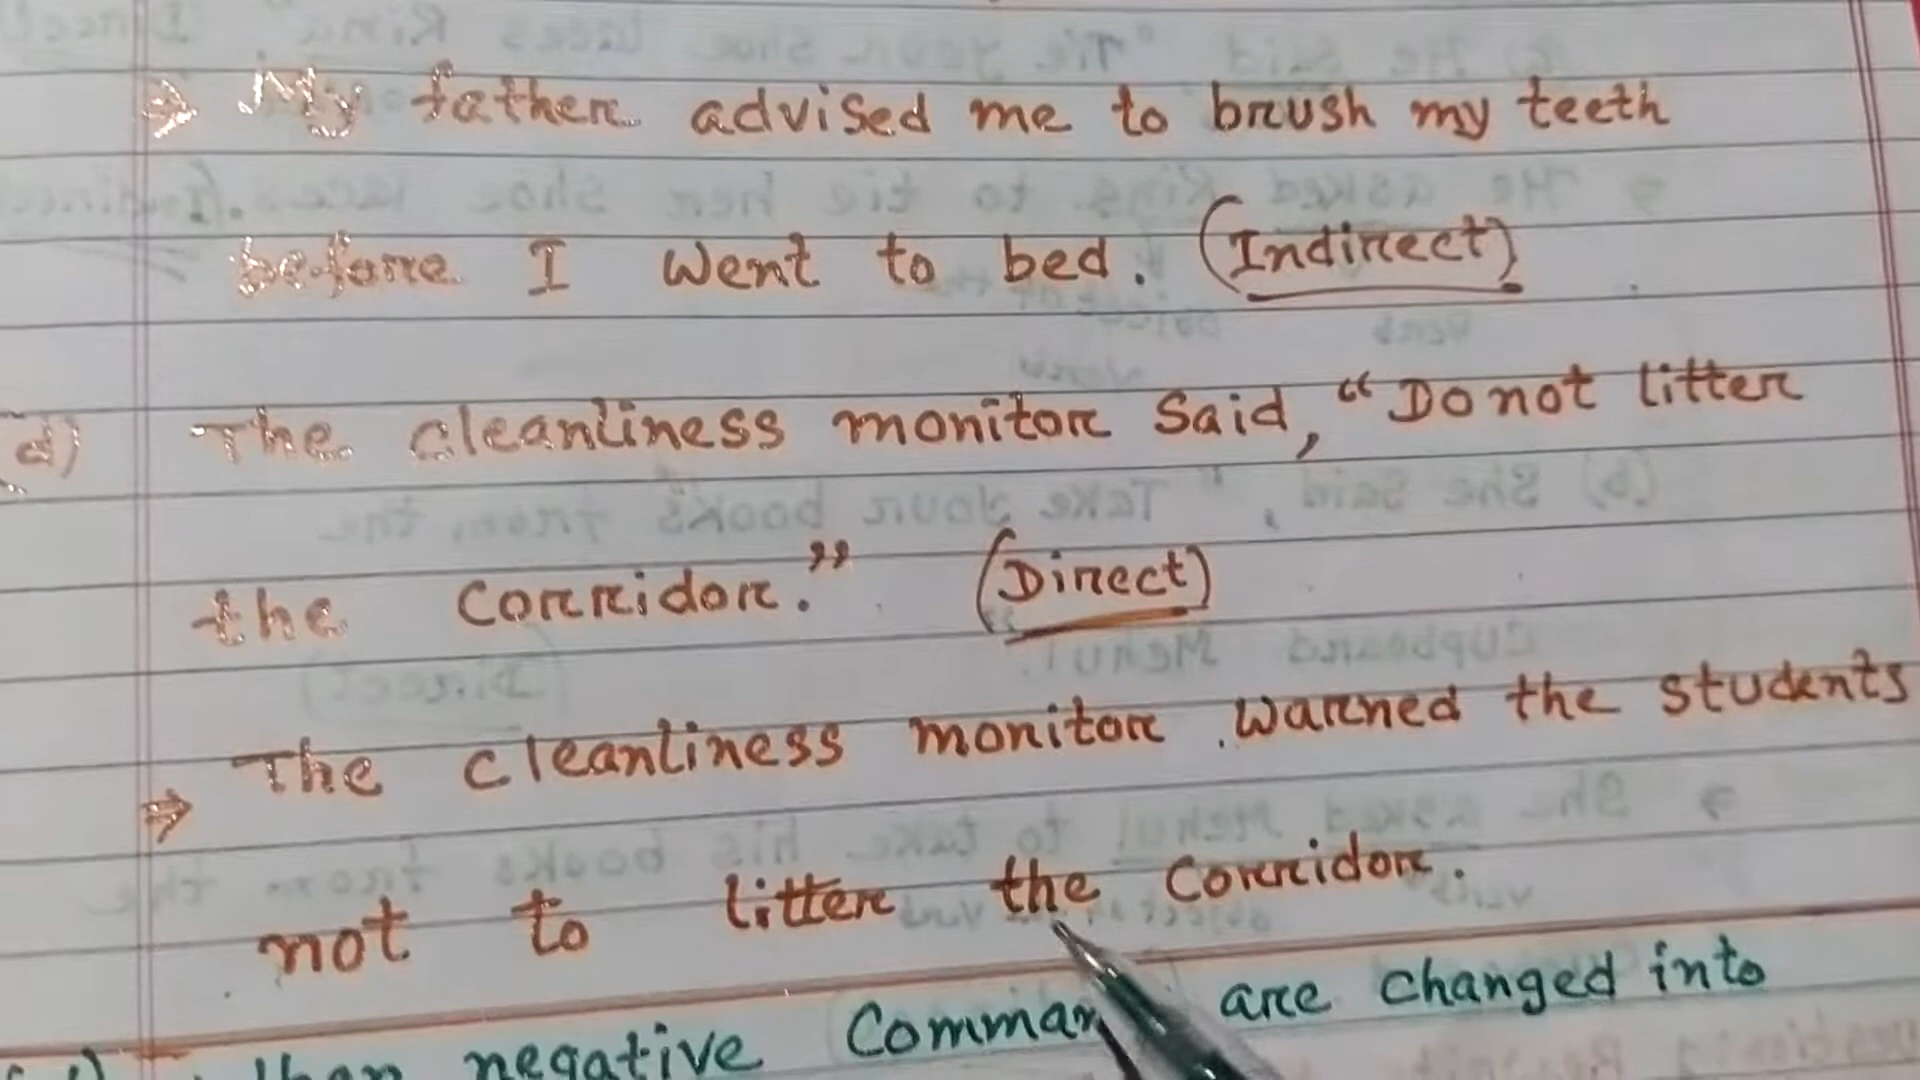 ⇒ My father advised me to brush my teeth
before I went to bed. (Indirect)
(d) The cleanliness monitor Said, “Do not litter
the Corridor.” (Direct)
⇒ The cleanliness monitor warned the students
not to litter the Corridor.
negative are changed into